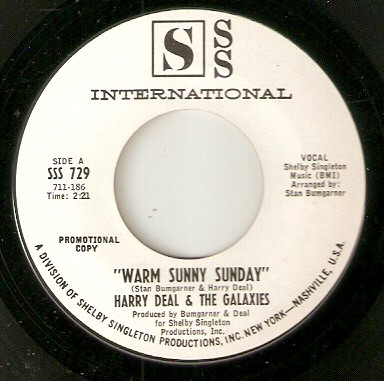 S S
S
INTERNATIONAL
SIDE A
SSS 729
711-186
Time: 2:21
VOCAL
Shelby Singleton
Music (BMI)
Arranged by:
Stan Bumgarner
PROMOTIONAL
COPY
"WARM SUNNY SUNDAY"
(Stan Bumgarner & Harry Deal)
HARRY DEAL & THE GALAXIES
Produced by Bumgarner & Deal
for Shelby Singleton
Productions, Inc.
A DIVISION OF SHELBY SINGLETON PRODUCTIONS, INC. NEW YORK—NASHVILLE, U.S.A.